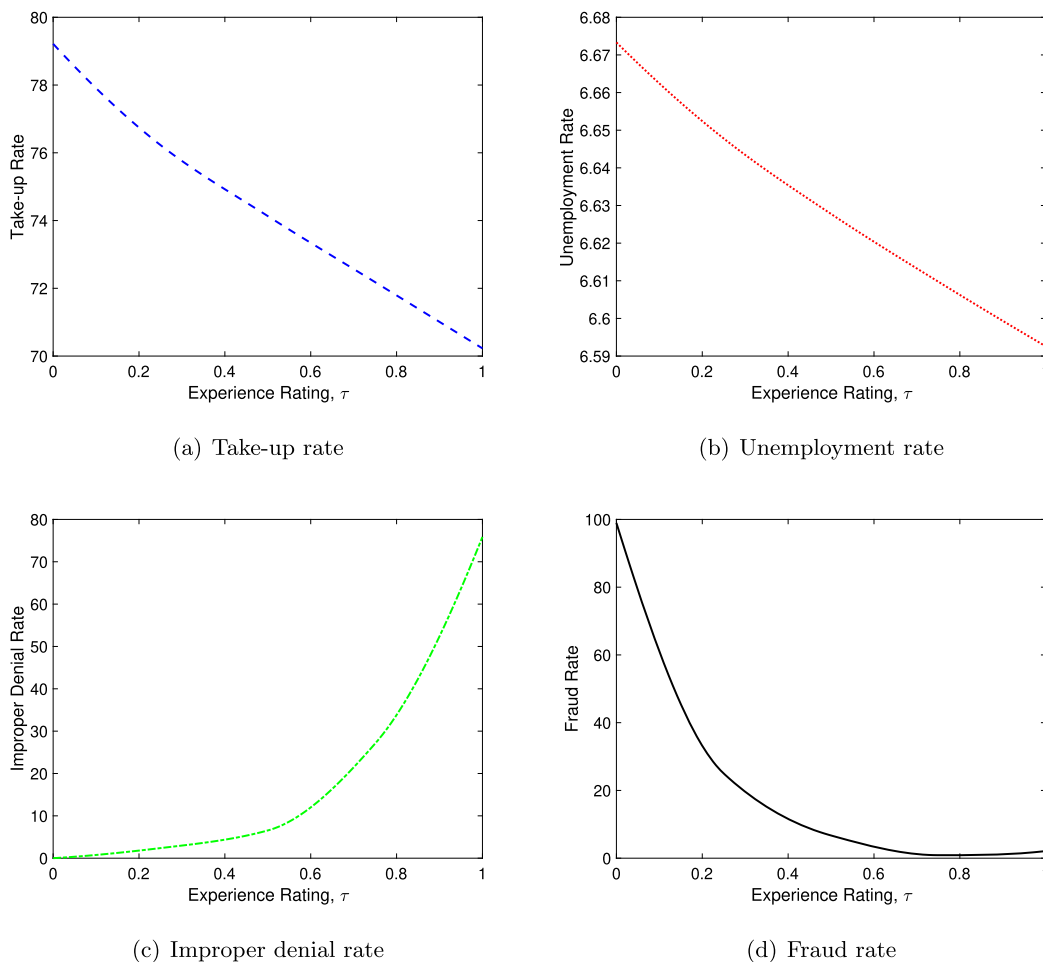 80
78
76
74
72
70
Take-up Rate
0 0.2 0.4 0.6 0.8 1
Experience Rating, τ
(a) Take-up rate
6.68
6.67
6.66
6.65
6.64
6.63
6.62
6.61
6.6
6.59
Unemployment Rate
0 0.2 0.4 0.6 0.8 1
Experience Rating, τ
(b) Unemployment rate
80
70
60
50
40
30
20
10
0
Improper Denial Rate
0 0.2 0.4 0.6 0.8 1
Experience Rating, τ
(c) Improper denial rate
100
80
60
40
20
0
Fraud Rate
0 0.2 0.4 0.6 0.8 1
Experience Rating, τ
(d) Fraud rate